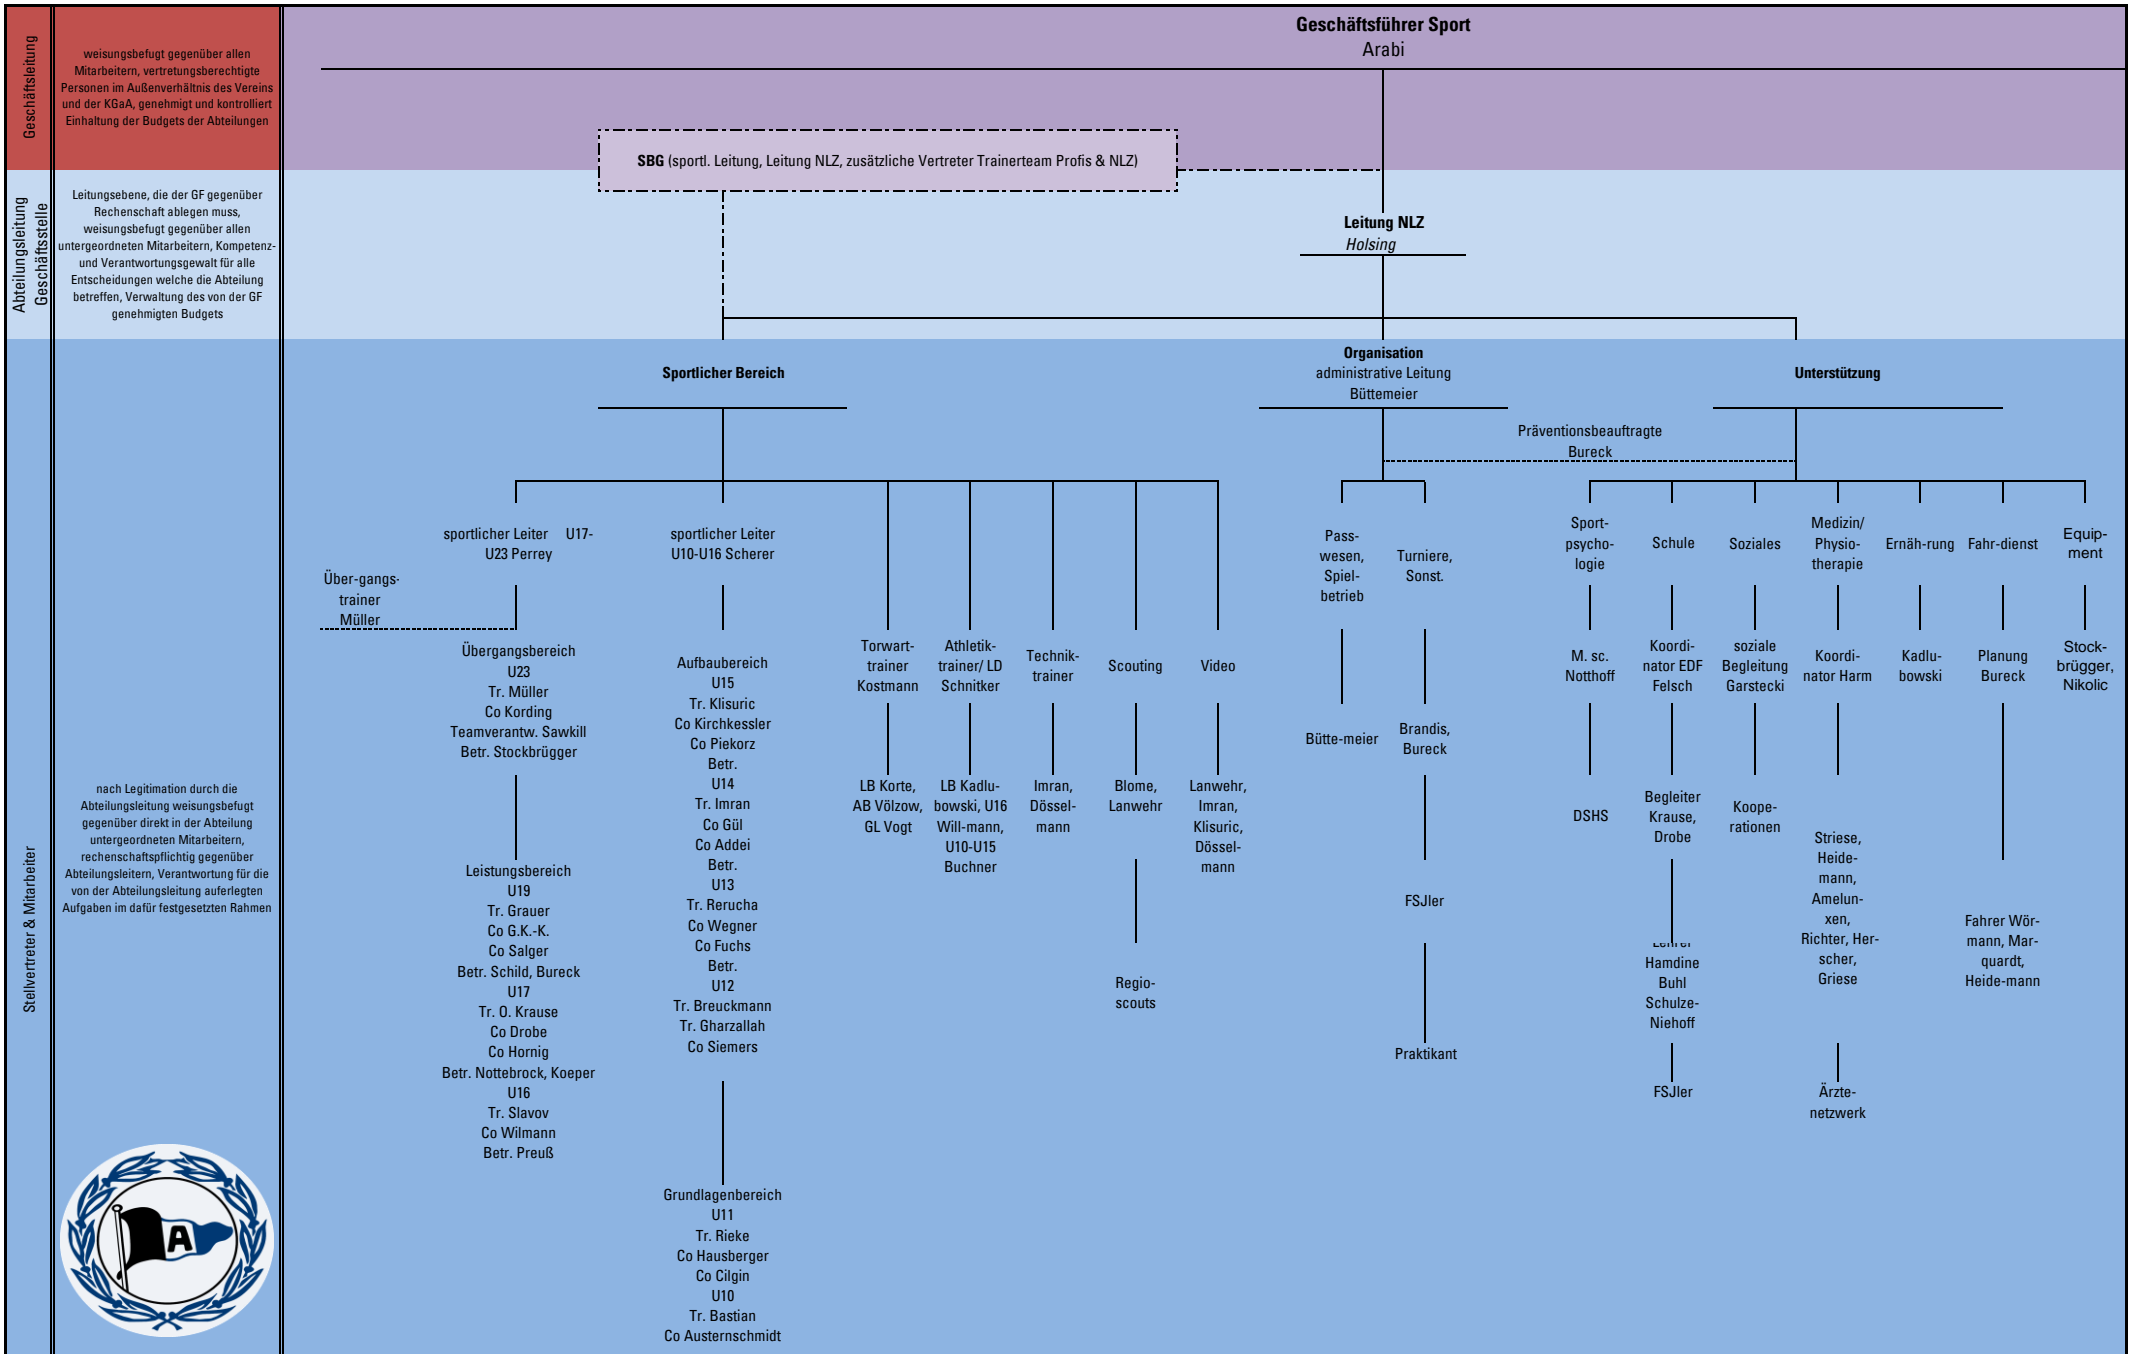 Geschäftsleitung
weisungsbefugt gegenüber allen
Mitarbeitern, vertretungsberechtigte
Personen im Außenverhältnis des Vereins
und der KGaA, genehmigt und kontrolliert
Einhaltung der Budgets der Abteilungen
Geschäftsführer Sport
Arabi
SBG (sportl. Leitung, Leitung NLZ, zusätzliche Vertreter Trainerteam Profis & NLZ)
Abteilungsleitung
Geschäftsstelle
Leitungsebene, die der GF gegenüber
Rechenschaft ablegen muss,
weisungsbefugt gegenüber allen
untergeordneten Mitarbeitern, Kompetenz-
und Verantwortungsgewalt für alle
Entscheidungen welche die Abteilung
betreffen, Verwaltung des von der GF
genehmigten Budgets
Leitung NLZ
Holsing
Stellvertreter & Mitarbeiter
nach Legitimation durch die
Abteilungsleitung weisungsbefugt
gegenüber direkt in der Abteilung
untergeordneten Mitarbeitern,
rechenschaftspflichtig gegenüber
Abteilungsleitern, Verantwortung für die
von der Abteilungsleitung auferlegten
Aufgaben im dafür festgesetzten Rahmen
A
Sportlicher Bereich
Organisation
administrative Leitung
Büttemeier
Unterstützung
Präventionsbeauftragte
Bureck
sportlicher Leiter U17-
U23 Perrey
Über-gangs-
trainer
Müller
Übergangsbereich
U23
Tr. Müller
Co Kording
Teamverantw. Sawkill
Betr. Stockbrügger
Leistungsbereich
U19
Tr. Grauer
Co G.K.-K.
Co Salger
Betr. Schild, Bureck
U17
Tr. O. Krause
Co Drobe
Co Hornig
Betr. Nottebrock, Koeper
U16
Tr. Slavov
Co Wilmann
Betr. Preuß
sportlicher Leiter
U10-U16 Scherer
Aufbaubereich
U15
Tr. Klisuric
Co Kirchkessler
Co Piekorz
Betr.
U14
Tr. Imran
Co Gül
Co Addei
Betr.
U13
Tr. Rerucha
Co Wegner
Co Fuchs
Betr.
U12
Tr. Breuckmann
Tr. Gharzallah
Co Siemers
Grundlagenbereich
U11
Tr. Rieke
Co Hausberger
Co Cilgin
U10
Tr. Bastian
Co Austernschmidt
Torwart-
trainer
Kostmann
LB Korte,
AB Völzow,
GL Vogt
Athletik-
trainer/ LD
Schnitker
LB Kadlu-
bowski, U16
Will-mann,
U10-U15
Buchner
Technik-
trainer
Imran,
Dössel-
mann
Scouting
Blome,
Lanwehr
Regio-
scouts
Video
Lanwehr,
Imran,
Klisuric,
Dössel-
mann
Pass-
wesen,
Spiel-
betrieb
Bütte-meier
Turniere,
Sonst.
Brandis,
Bureck
FSJler
Praktikant
Sport-
psycho-
logie
M. sc.
Notthoff
DSHS
Schule
Koordi-
nator EDF
Felsch
Begleiter
Krause,
Drobe
Lehrer
Hamdine
Buhl
Schulze-
Niehoff
FSJler
Soziales
soziale
Begleitung
Garstecki
Koope-
rationen
Medizin/
Physio-
therapie
Koordi-
nator Harm
Striese,
Heide-
mann,
Amelun-
xen,
Richter, Her-
scher,
Griese
Ärzte-
netzwerk
Ernäh-rung
Kadlu-
bowski
Fahr-dienst
Planung
Bureck
Fahrer Wör-
mann, Mar-
quardt,
Heide-mann
Equip-
ment
Stock-
brügger,
Nikolic